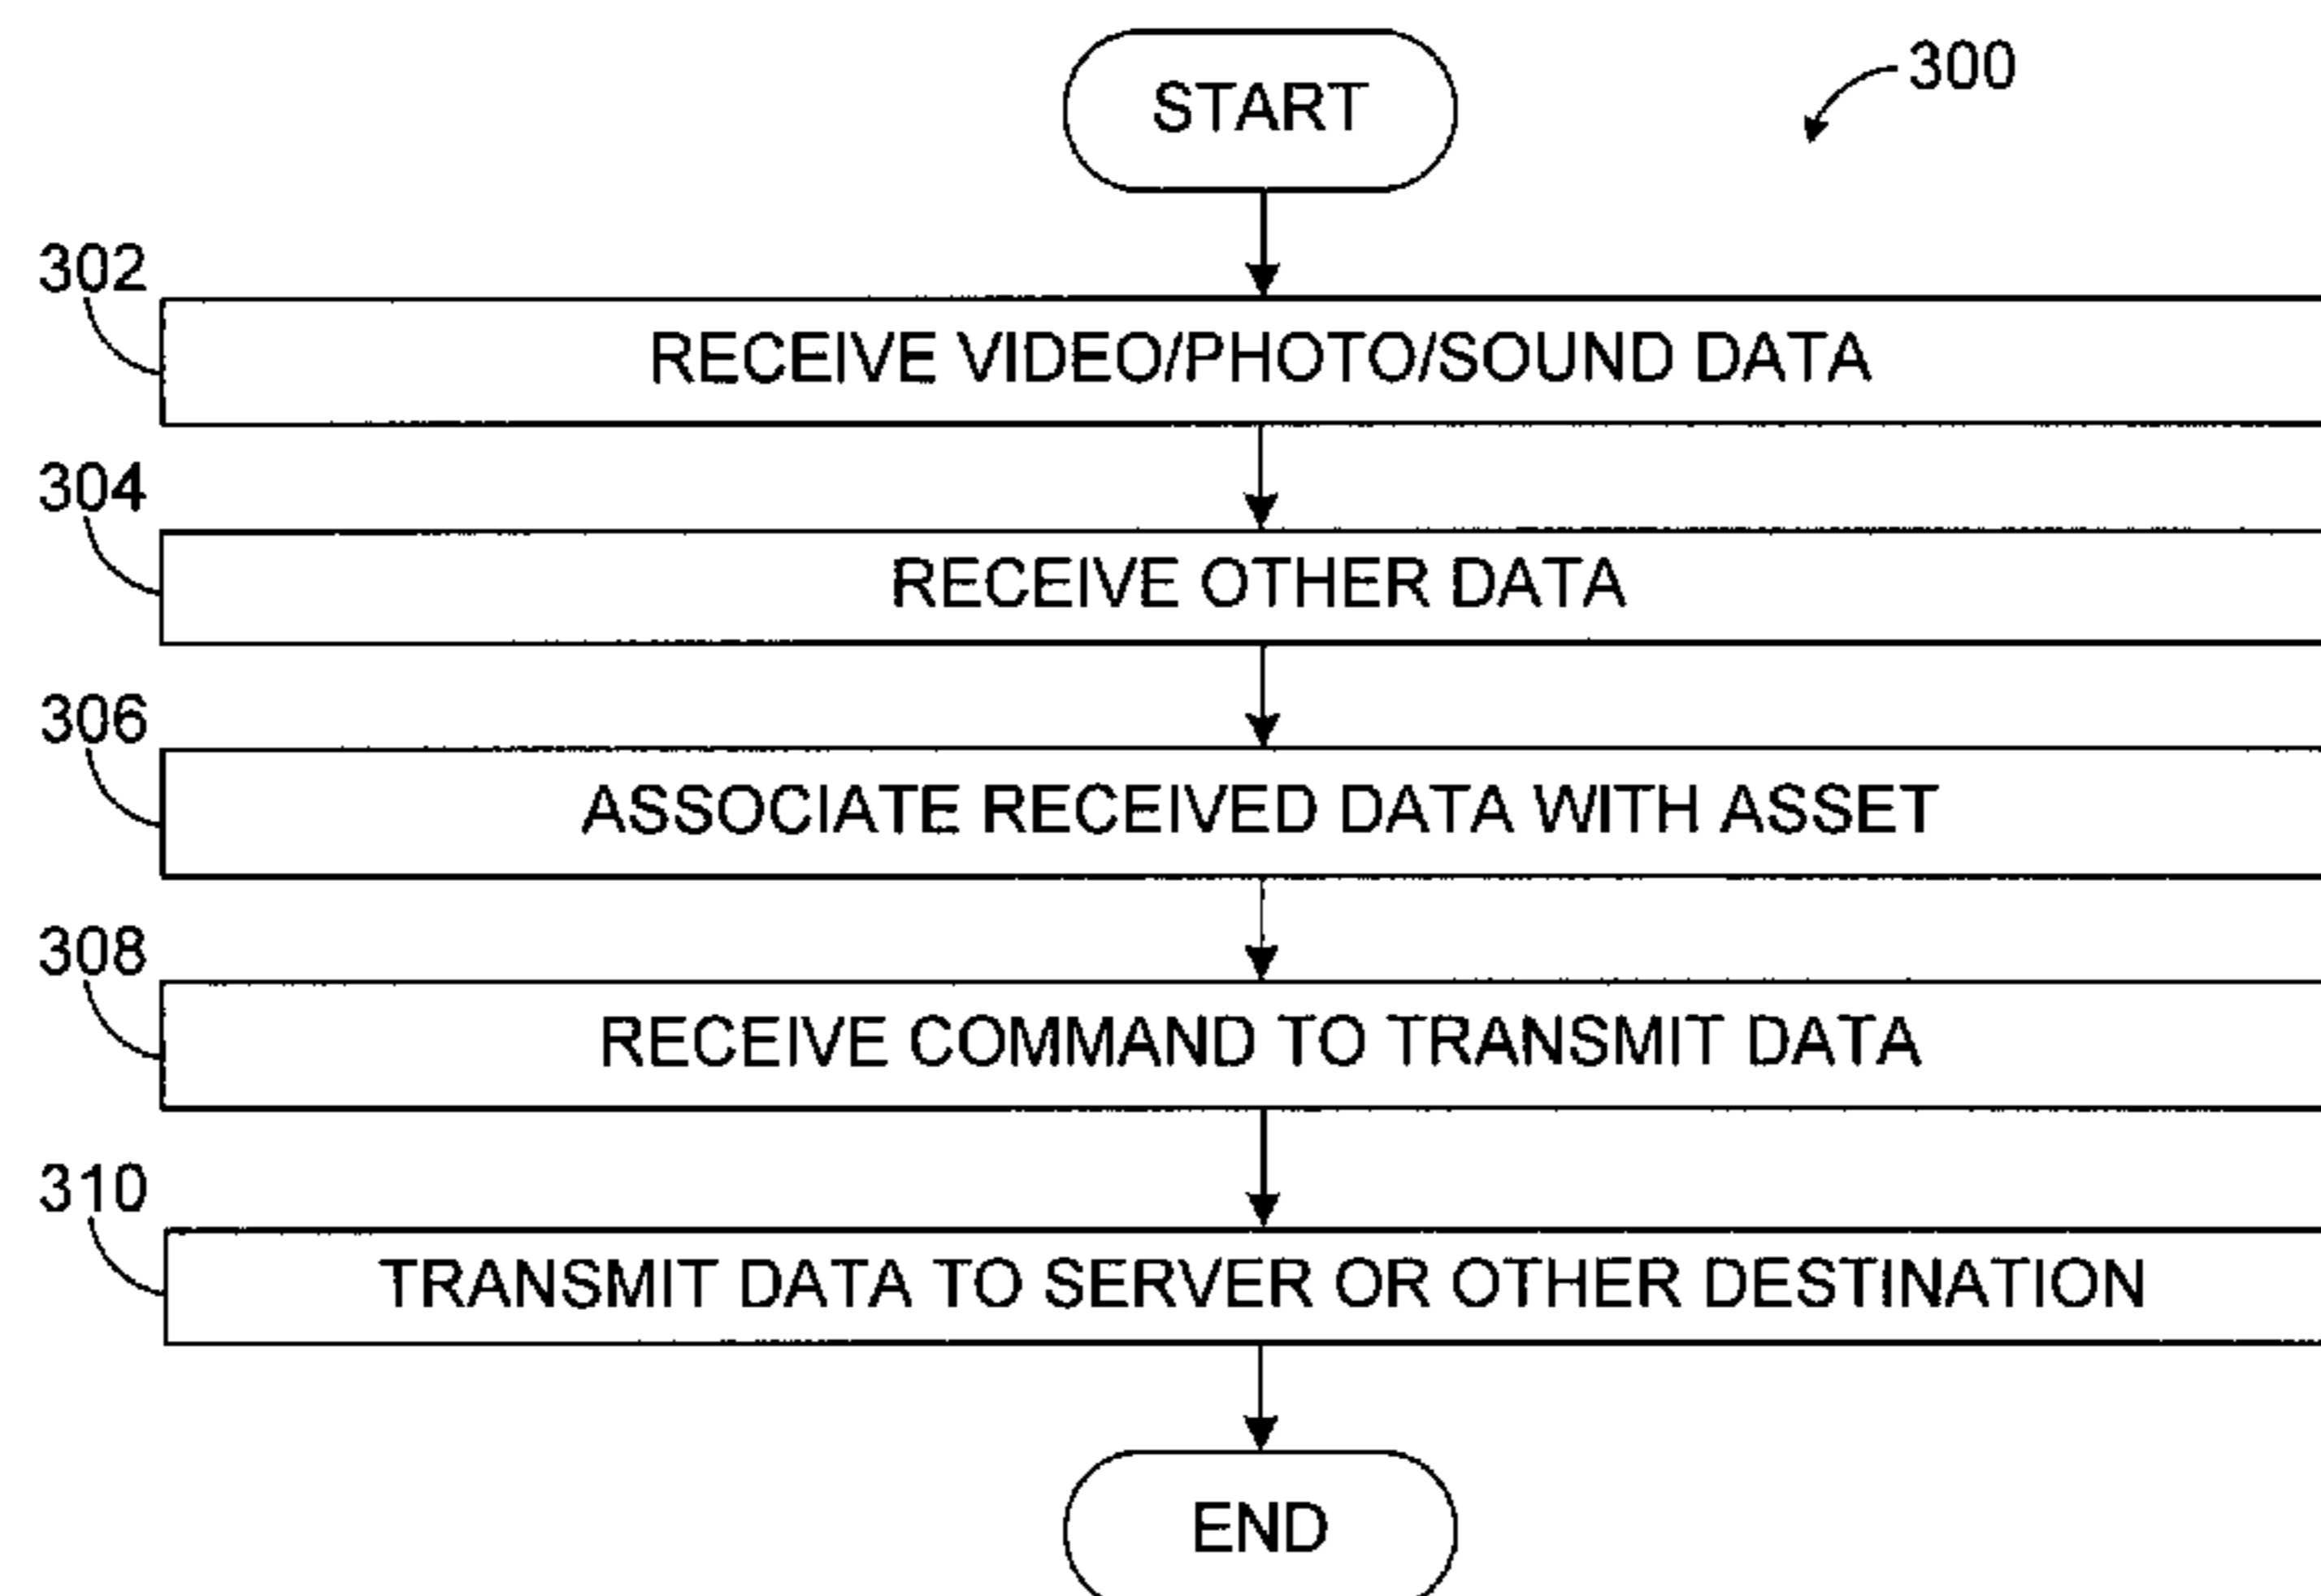 START
300
302
RECEIVE VIDEO/PHOTO/SOUND DATA
304
RECEIVE OTHER DATA
306
ASSOCIATE RECEIVED DATA WITH ASSET
308
RECEIVE COMMAND TO TRANSMIT DATA
310
TRANSMIT DATA TO SERVER OR OTHER DESTINATION
END